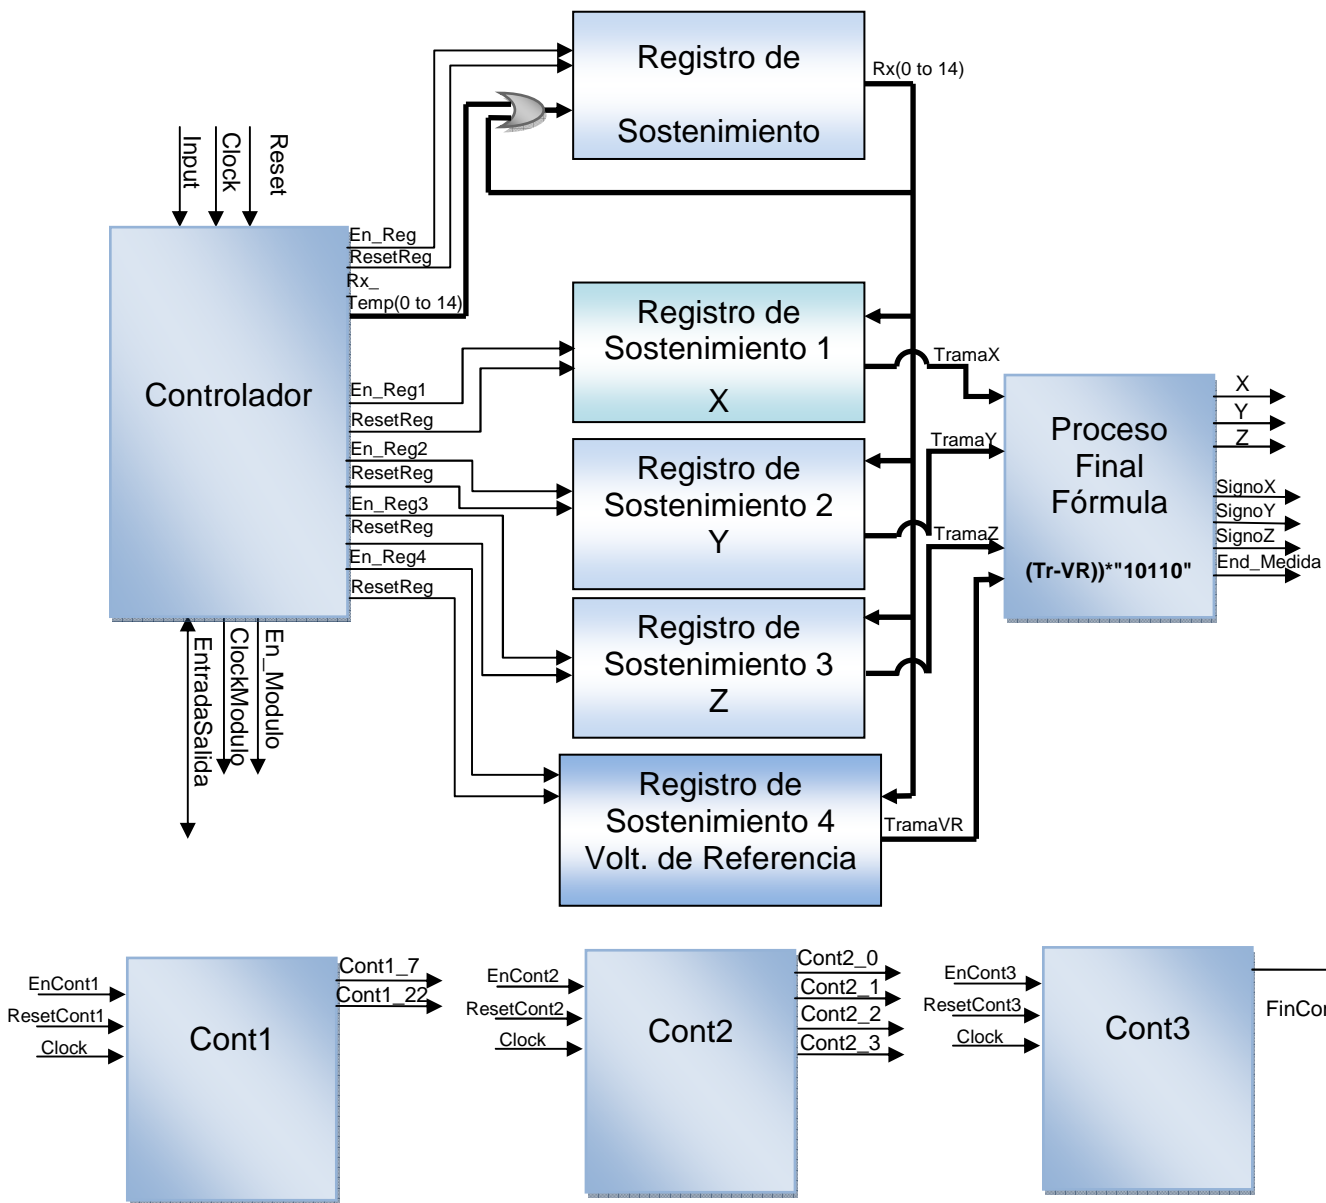 Registro de
Sostenimiento
Rx(0 to 14)
Input
Clock
Reset
Controlador
En_Reg
ResetReg
Rx_
Temp(0 to 14)
En_Reg1
ResetReg
En_Reg2
ResetReg
En_Reg3
ResetReg
En_Reg4
ResetReg
EntradaSalida
ClockModulo
En_Modulo
Registro de
Sostenimiento 1
X
TramaX
Registro de
Sostenimiento 2
Y
TramaY
Registro de
Sostenimiento 3
Z
TramaZ
Registro de
Sostenimiento 4
Volt. de Referencia
TramaVR
Proceso
Final
Fórmula
(Tr-VR))*"10110"
X
Y
Z
SignoX
SignoY
SignoZ
End_Medida
EnCont1
ResetCont1
Clock
Cont1
Cont1_7
Cont1_22
EnCont2
ResetCont2
Clock
Cont2
Cont2_0
Cont2_1
Cont2_2
Cont2_3
EnCont3
ResetCont3
Clock
Cont3